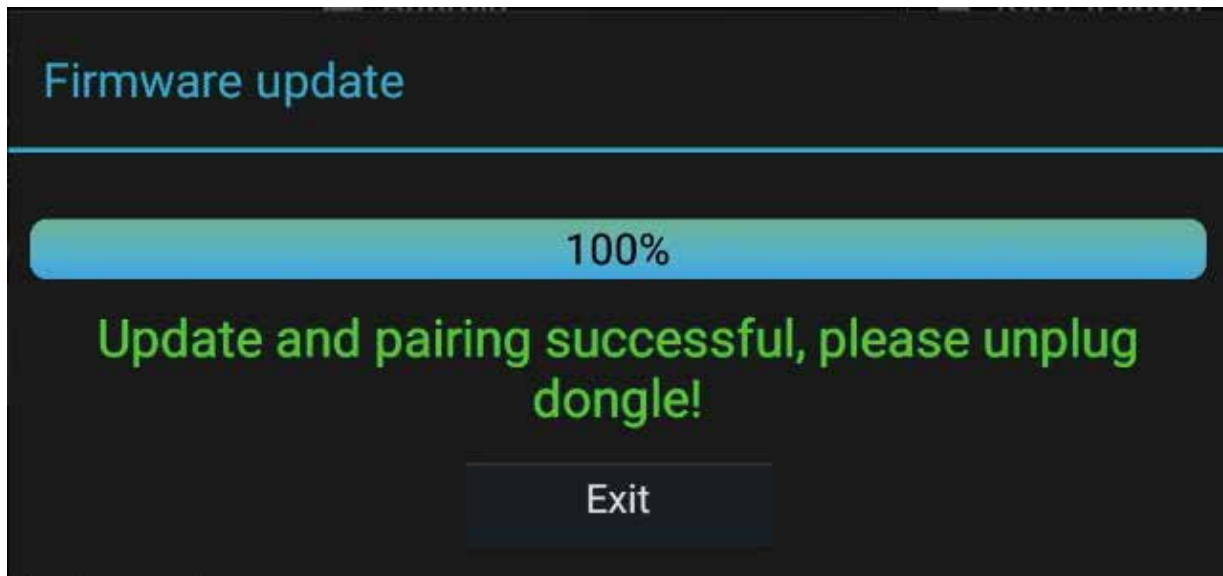 Firmware update
100%
Update and pairing successful, please unplug
dongle!
Exit